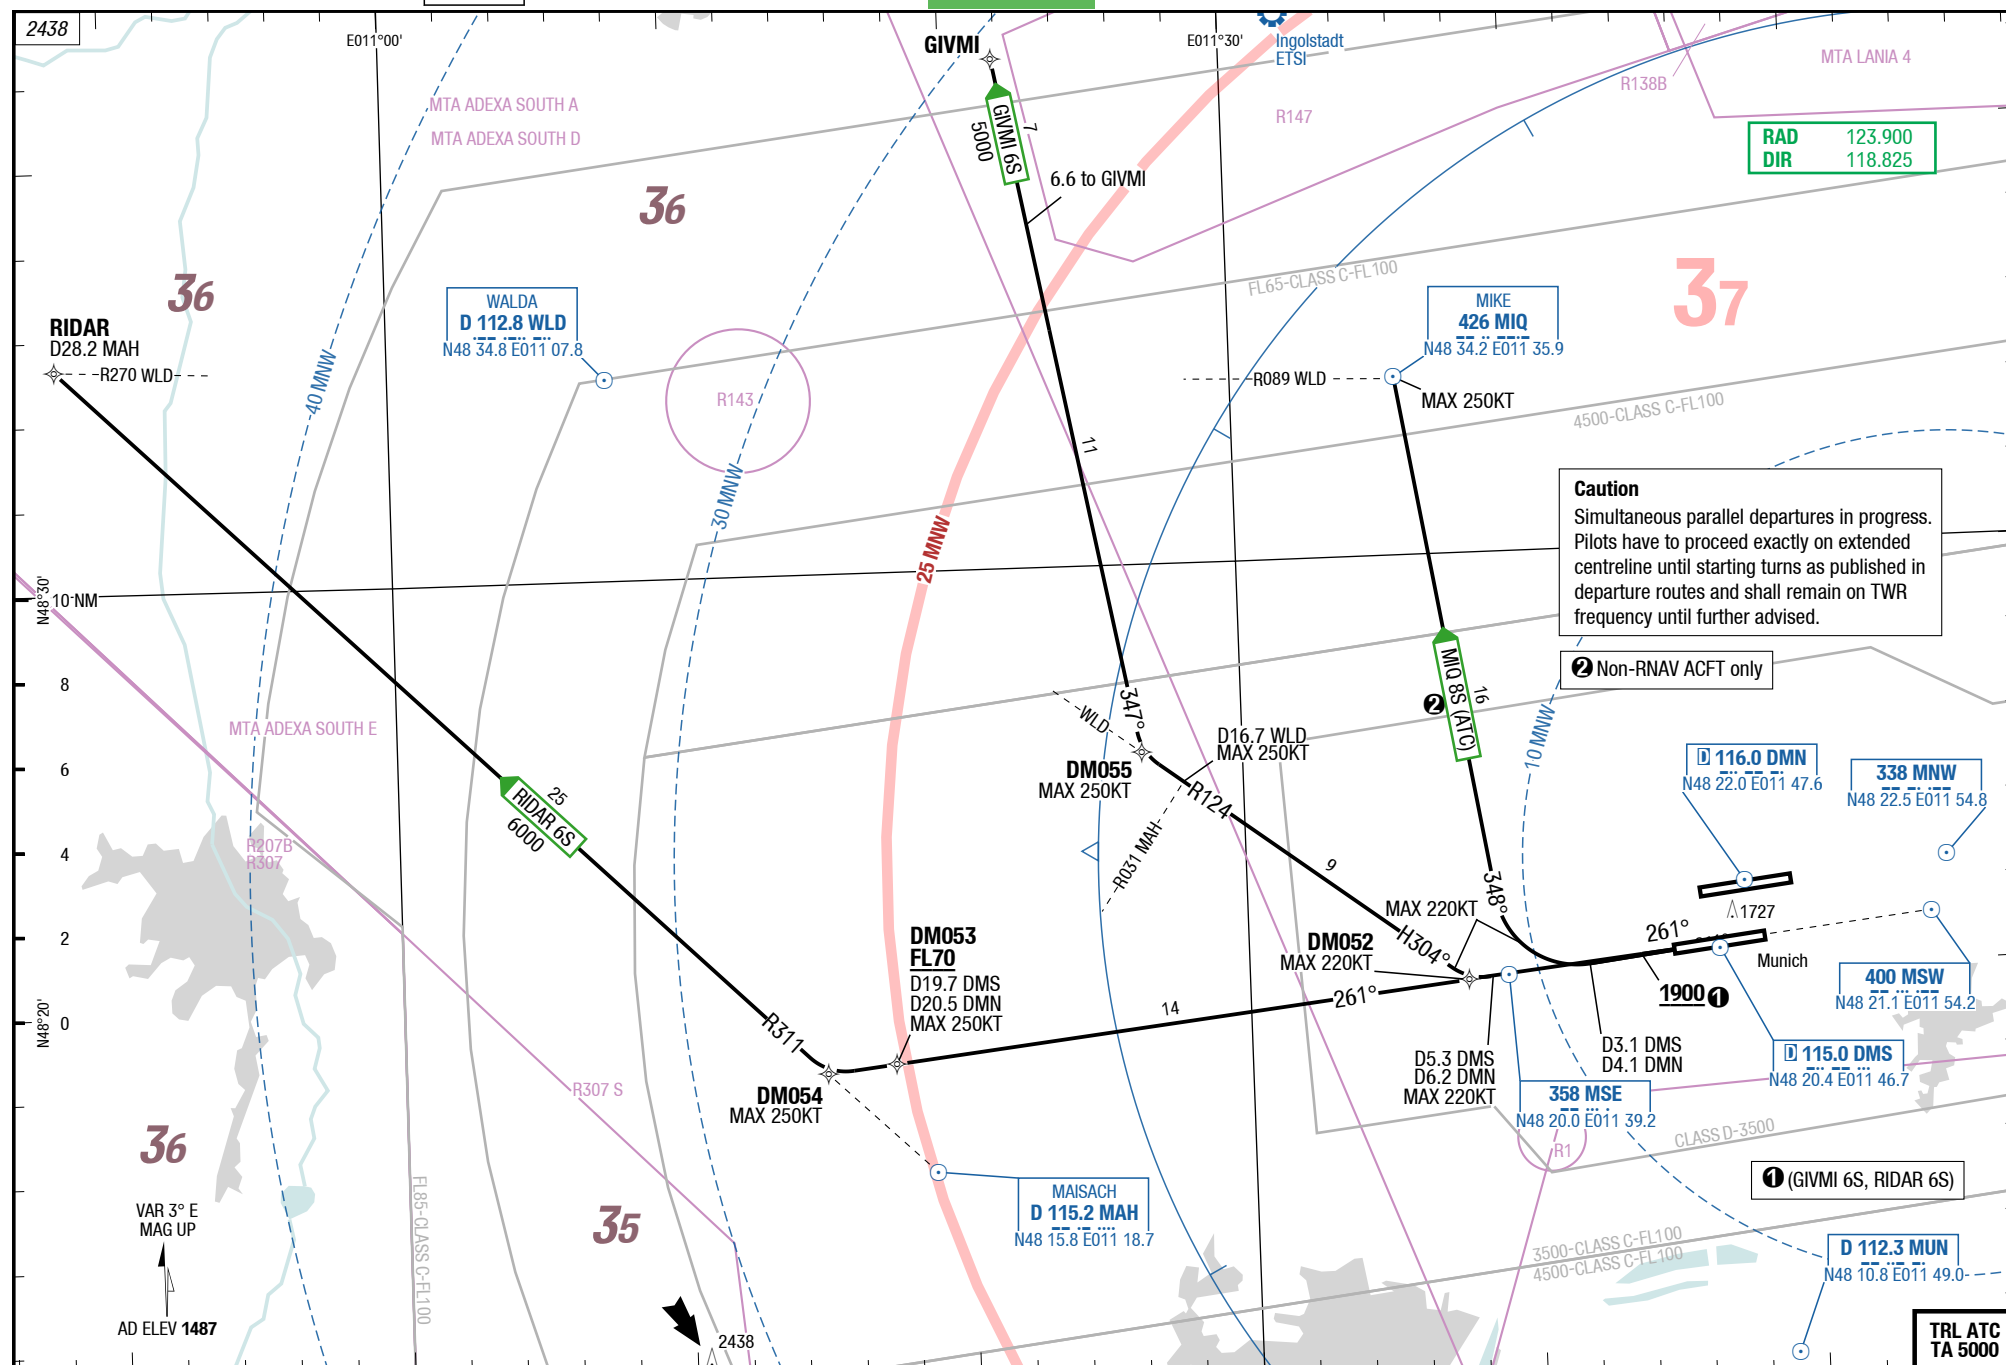 2438
E011°00'
GIVMI
E011°30'
Ingolstadt
ETSI
MTA LANIA 4
R138B
MTA ADEXA SOUTH A
MTA ADEXA SOUTH D
R147
RAD 123.900
DIR 118.825
GIVMI 6S
5000
7
6.6 to GIVMI
36
36
37
FL65-CLASS C-FL100
RIDAR
D28.2 MAH
R270 WLD
40 MNW
WALDA
D 112.8 WLD
N48 34.8 E011 07.8
R143
MIKE
426 MIQ
N48 34.2 E011 35.9
R089 WLD
MAX 250KT
4500-CLASS C-FL100
11
30 MNW
25 MNW
Caution
Simultaneous parallel departures in progress.
Pilots have to proceed exactly on extended
centreline until starting turns as published in
departure routes and shall remain on TWR
frequency until further advised.
2 Non-RNAV ACFT only
N48°30'
10 NM
8
6
4
2
0
N48°20'
MTA ADEXA SOUTH E
MIQ 8S (ATC)
2
16
10 MNW
347°
WLD
D16.7 WLD
MAX 250KT
DM055
MAX 250KT
R124
R031 MAH
D 116.0 DMN
N48 22.0 E011 47.6
338 MNW
N48 22.5 E011 54.8
25
RIDAR 6S
6000
R207B
R307
9
348°
MAX 220KT
1727
261°
Munich
H304°
DM053
FL70
D19.7 DMS
D20.5 DMN
MAX 250KT
DM052
MAX 220KT
14
261°
1900 1
400 MSW
N48 21.1 E011 54.2
R311
DM054
MAX 250KT
D5.3 DMS
D6.2 DMN
MAX 220KT
D3.1 DMS
D4.1 DMN
D 115.0 DMS
N48 20.4 E011 46.7
358 MSE
N48 20.0 E011 39.2
R307 S
CLASS D-3500
R1
36
35
1 (GIVMI 6S, RIDAR 6S)
MAISACH
D 115.2 MAH
N48 15.8 E011 18.7
VAR 3° E
MAG UP
AD ELEV 1487
FL85-CLASS C-FL100
3500-CLASS C-FL100
4500-CLASS C-FL100
D 112.3 MUN
N48 10.8 E011 49.0
2438
TRL ATC
TA 5000